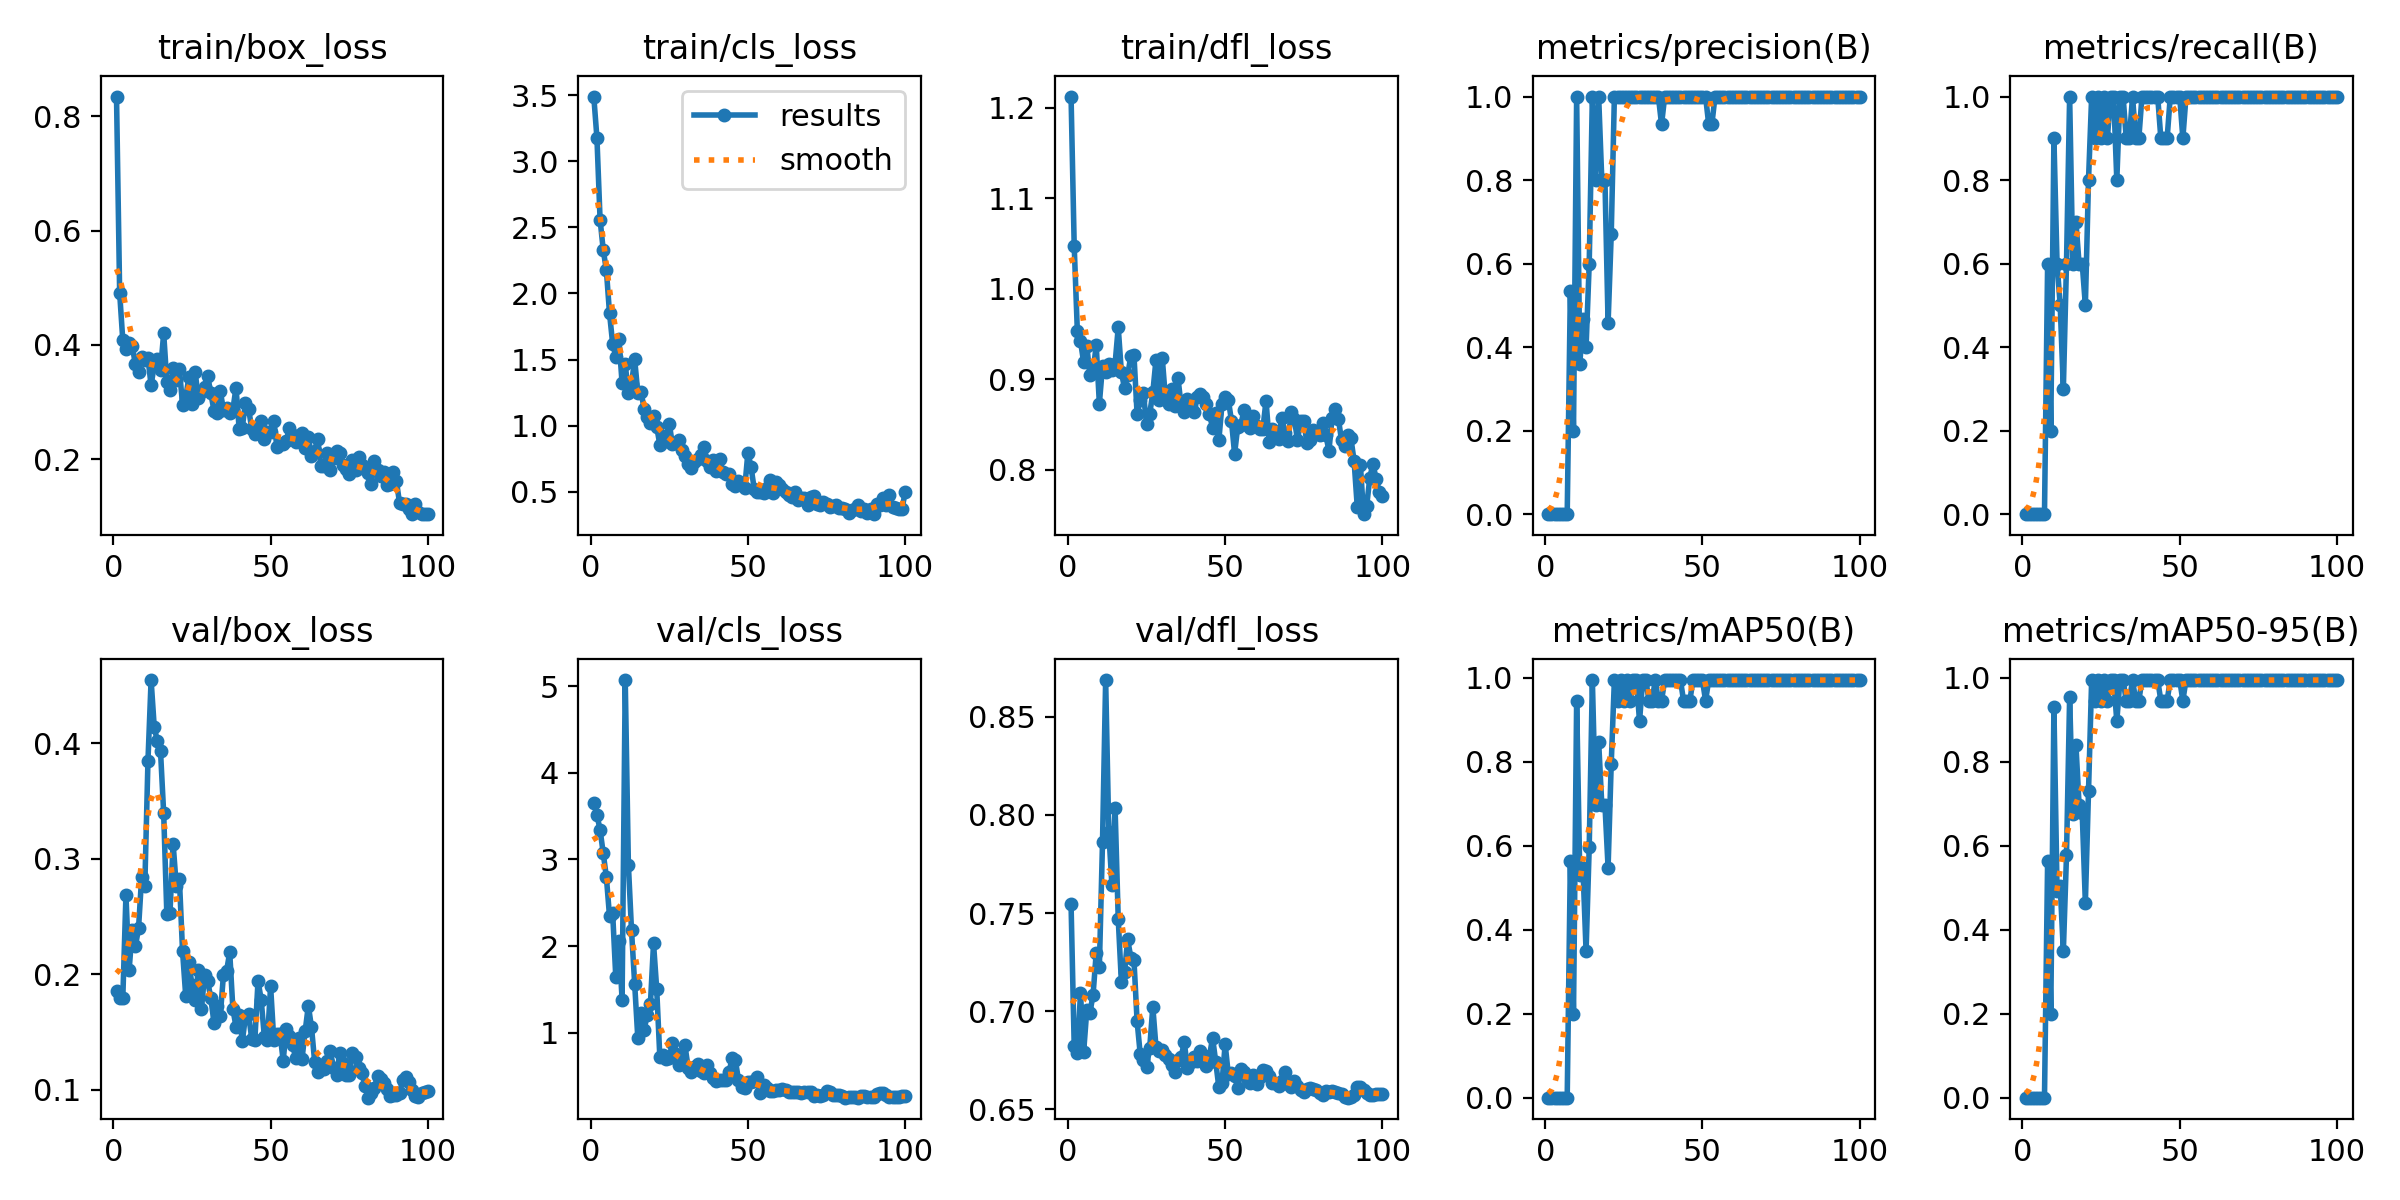 train/box_loss
0.8
0.6
0.4
0.2
0 50 100
train/cls_loss
3.5
3.0
2.5
2.0
1.5
1.0
0.5
results
smooth
0 50 100
train/dfl_loss
1.2
1.1
1.0
0.9
0.8
0 50 100
metrics/precision(B)
1.0
0.8
0.6
0.4
0.2
0.0
0 50 100
metrics/recall(B)
1.0
0.8
0.6
0.4
0.2
0.0
0 50 100
val/box_loss
0.4
0.3
0.2
0.1
0 50 100
val/cls_loss
5
4
3
2
1
0 50 100
val/dfl_loss
0.85
0.80
0.75
0.70
0.65
0 50 100
metrics/mAP50(B)
1.0
0.8
0.6
0.4
0.2
0.0
0 50 100
metrics/mAP50-95(B)
1.0
0.8
0.6
0.4
0.2
0.0
0 50 100